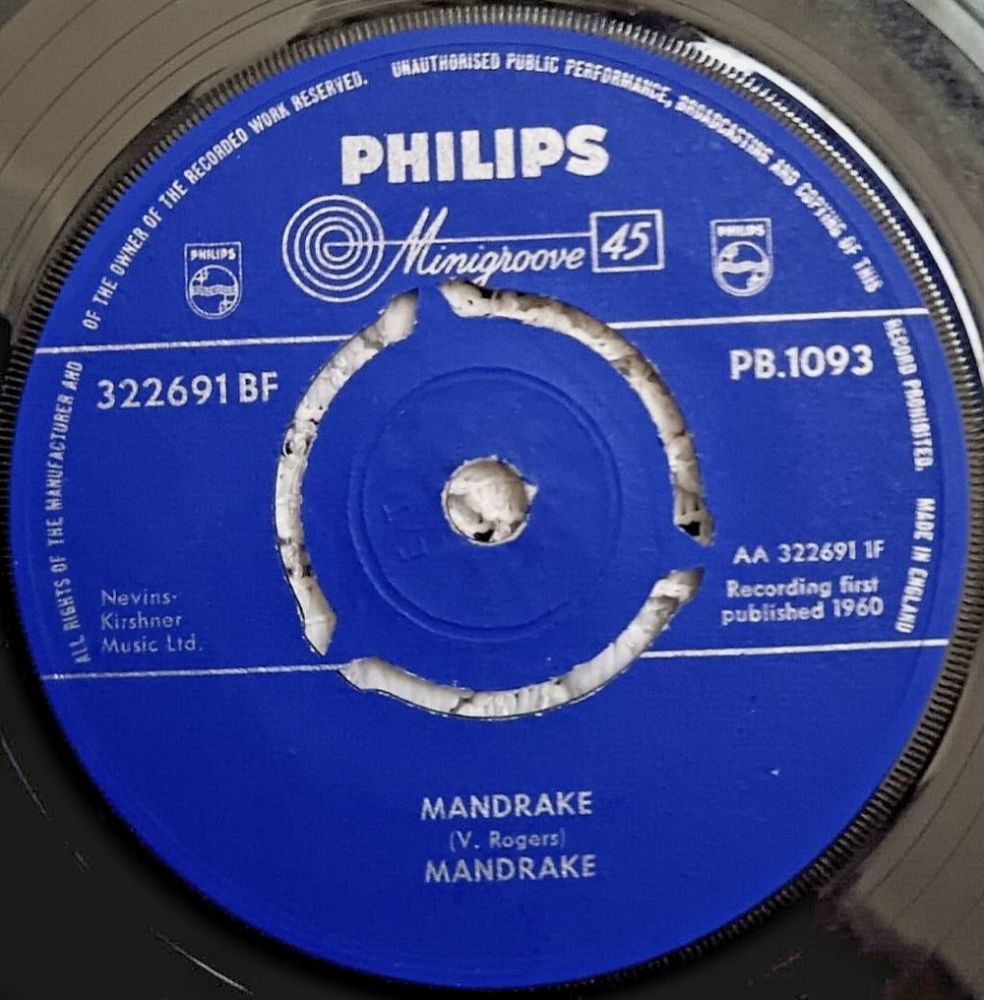 ALL RIGHTS OF THE MANUFACTURER AND OF THE OWNER OF THE RECORDED WORK RESERVED. UNAUTHORISED PUBLIC PERFORMANCE, BROADCASTING AND COPYING OF THIS RECORD PROHIBITED. MADE IN ENGLAND
PHILIPS
Minigroove 45
PHILIPS
PHILIPS
322691 BF
PB.1093
AA 322691 1F
Recording first
published 1960
Nevins-
Kirshner
Music Ltd.
MANDRAKE
(V. Rogers)
MANDRAKE